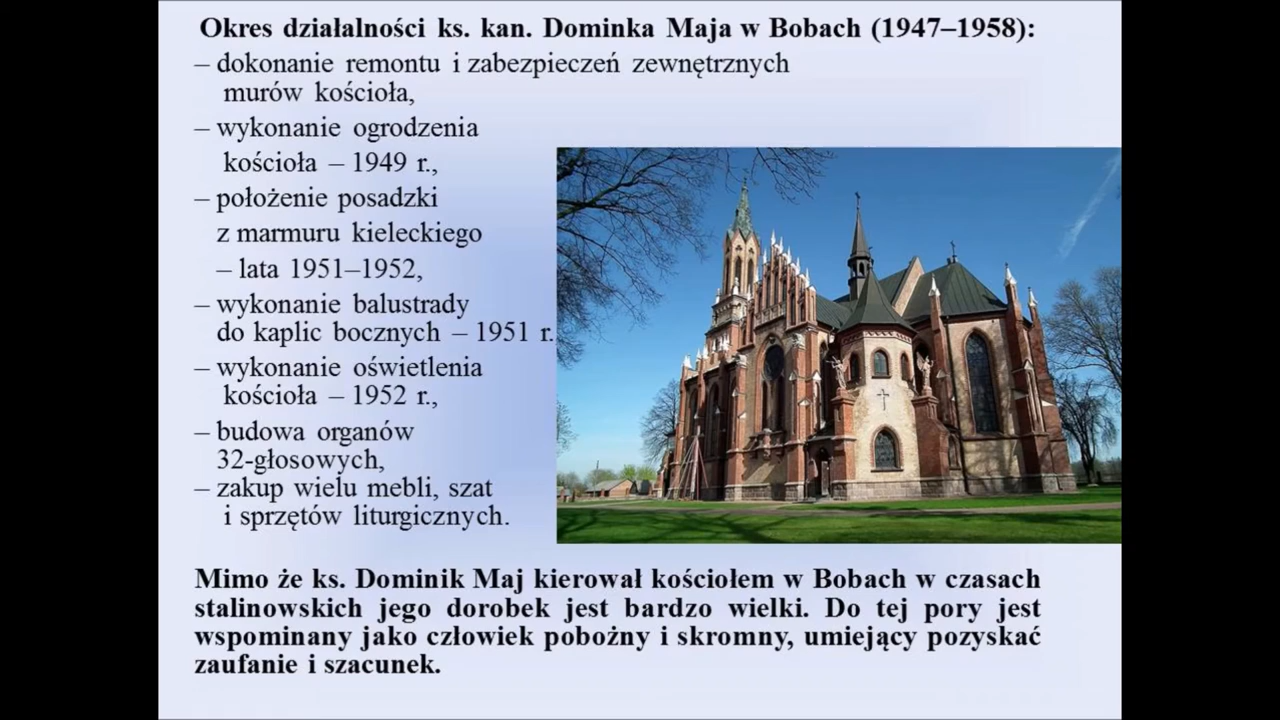 Okres działalności ks. kan. Dominka Maja w Bobach (1947–1958):
– dokonanie remontu i zabezpieczeń zewnętrznych
murów kościoła,
– wykonanie ogrodzenia
kościoła – 1949 r.,
– położenie posadzki
z marmuru kieleckiego
– lata 1951–1952,
– wykonanie balustrady
do kaplic bocznych – 1951 r.
– wykonanie oświetlenia
kościoła – 1952 r.,
– budowa organów
32-głosowych,
– zakup wielu mebli, szat
i sprzętów liturgicznych.
Mimo że ks. Dominik Maj kierował kościołem w Bobach w czasach
stalinowskich jego dorobek jest bardzo wielki. Do tej pory jest
wspominany jako człowiek pobożny i skromny, umiejący pozyskać
zaufanie i szacunek.